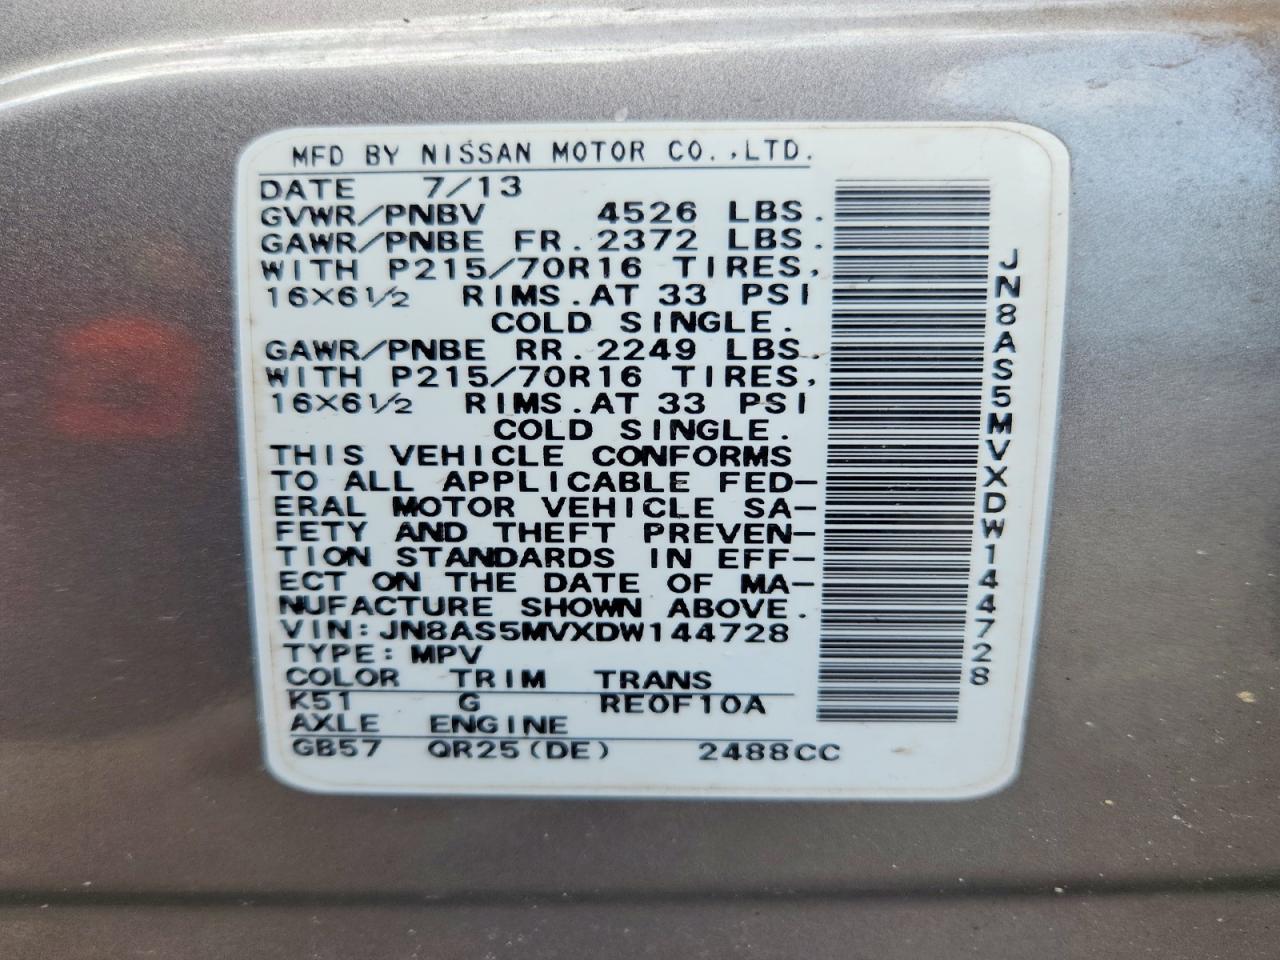 MFD BY NISSAN MOTOR CO.,LTD.
DATE 7/13
GVWR/PNBV 4526 LBS.
GAWR/PNBE FR. 2372 LBS.
WITH P215/70R16 TIRES,
16×6½ RIMS.AT 33 PSI
COLD SINGLE.
GAWR/PNBE RR. 2249 LBS.
WITH P215/70R16 TIRES,
16×6½ RIMS.AT 33 PSI
COLD SINGLE.
THIS VEHICLE CONFORMS
TO ALL APPLICABLE FED-
ERAL MOTOR VEHICLE SA-
FETY AND THEFT PREVEN-
TION STANDARDS IN EFF-
ECT ON THE DATE OF MA-
NUFACTURE SHOWN ABOVE.
VIN: JN8AS5MVXDW144728
TYPE: MPV
COLOR TRIM TRANS
K51 G RE0F10A
AXLE ENGINE
GB57 QR25(DE) 2488CC
JN8AS5MVXDW144728